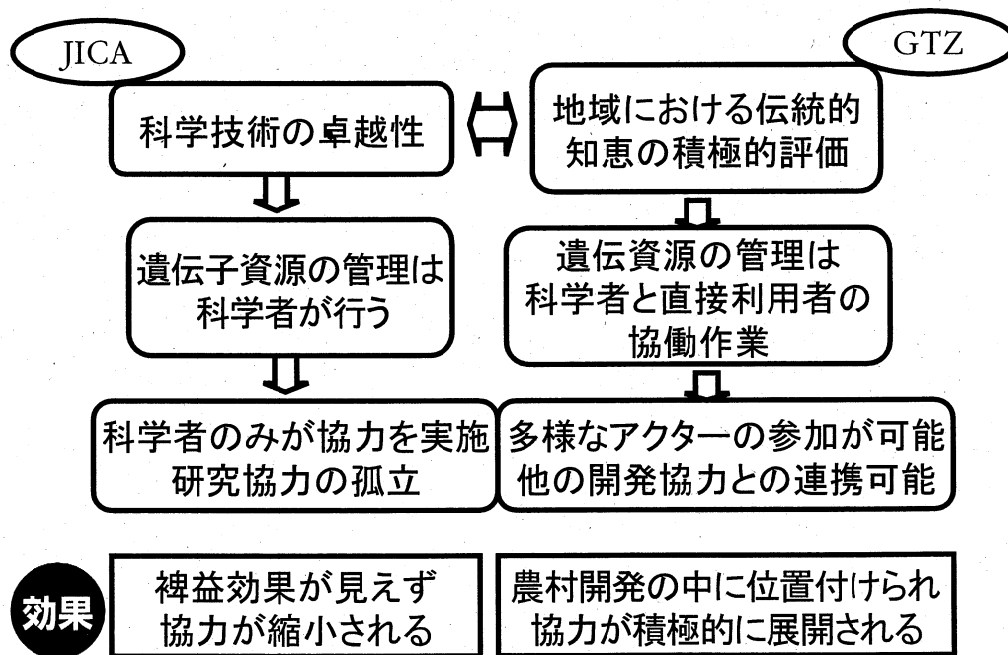 JICA
GTZ
科学技術の卓越性
地域における伝統的
知恵の積極的評価
遺伝子資源の管理は
科学者が行う
遺伝資源の管理は
科学者と直接利用者の
協働作業
科学者のみが協力を実施
研究協力の孤立
多様なアクターの参加が可能
他の開発協力との連携可能
効果
裨益効果が見えず
協力が縮小される
農村開発の中に位置付けられ
協力が積極的に展開される